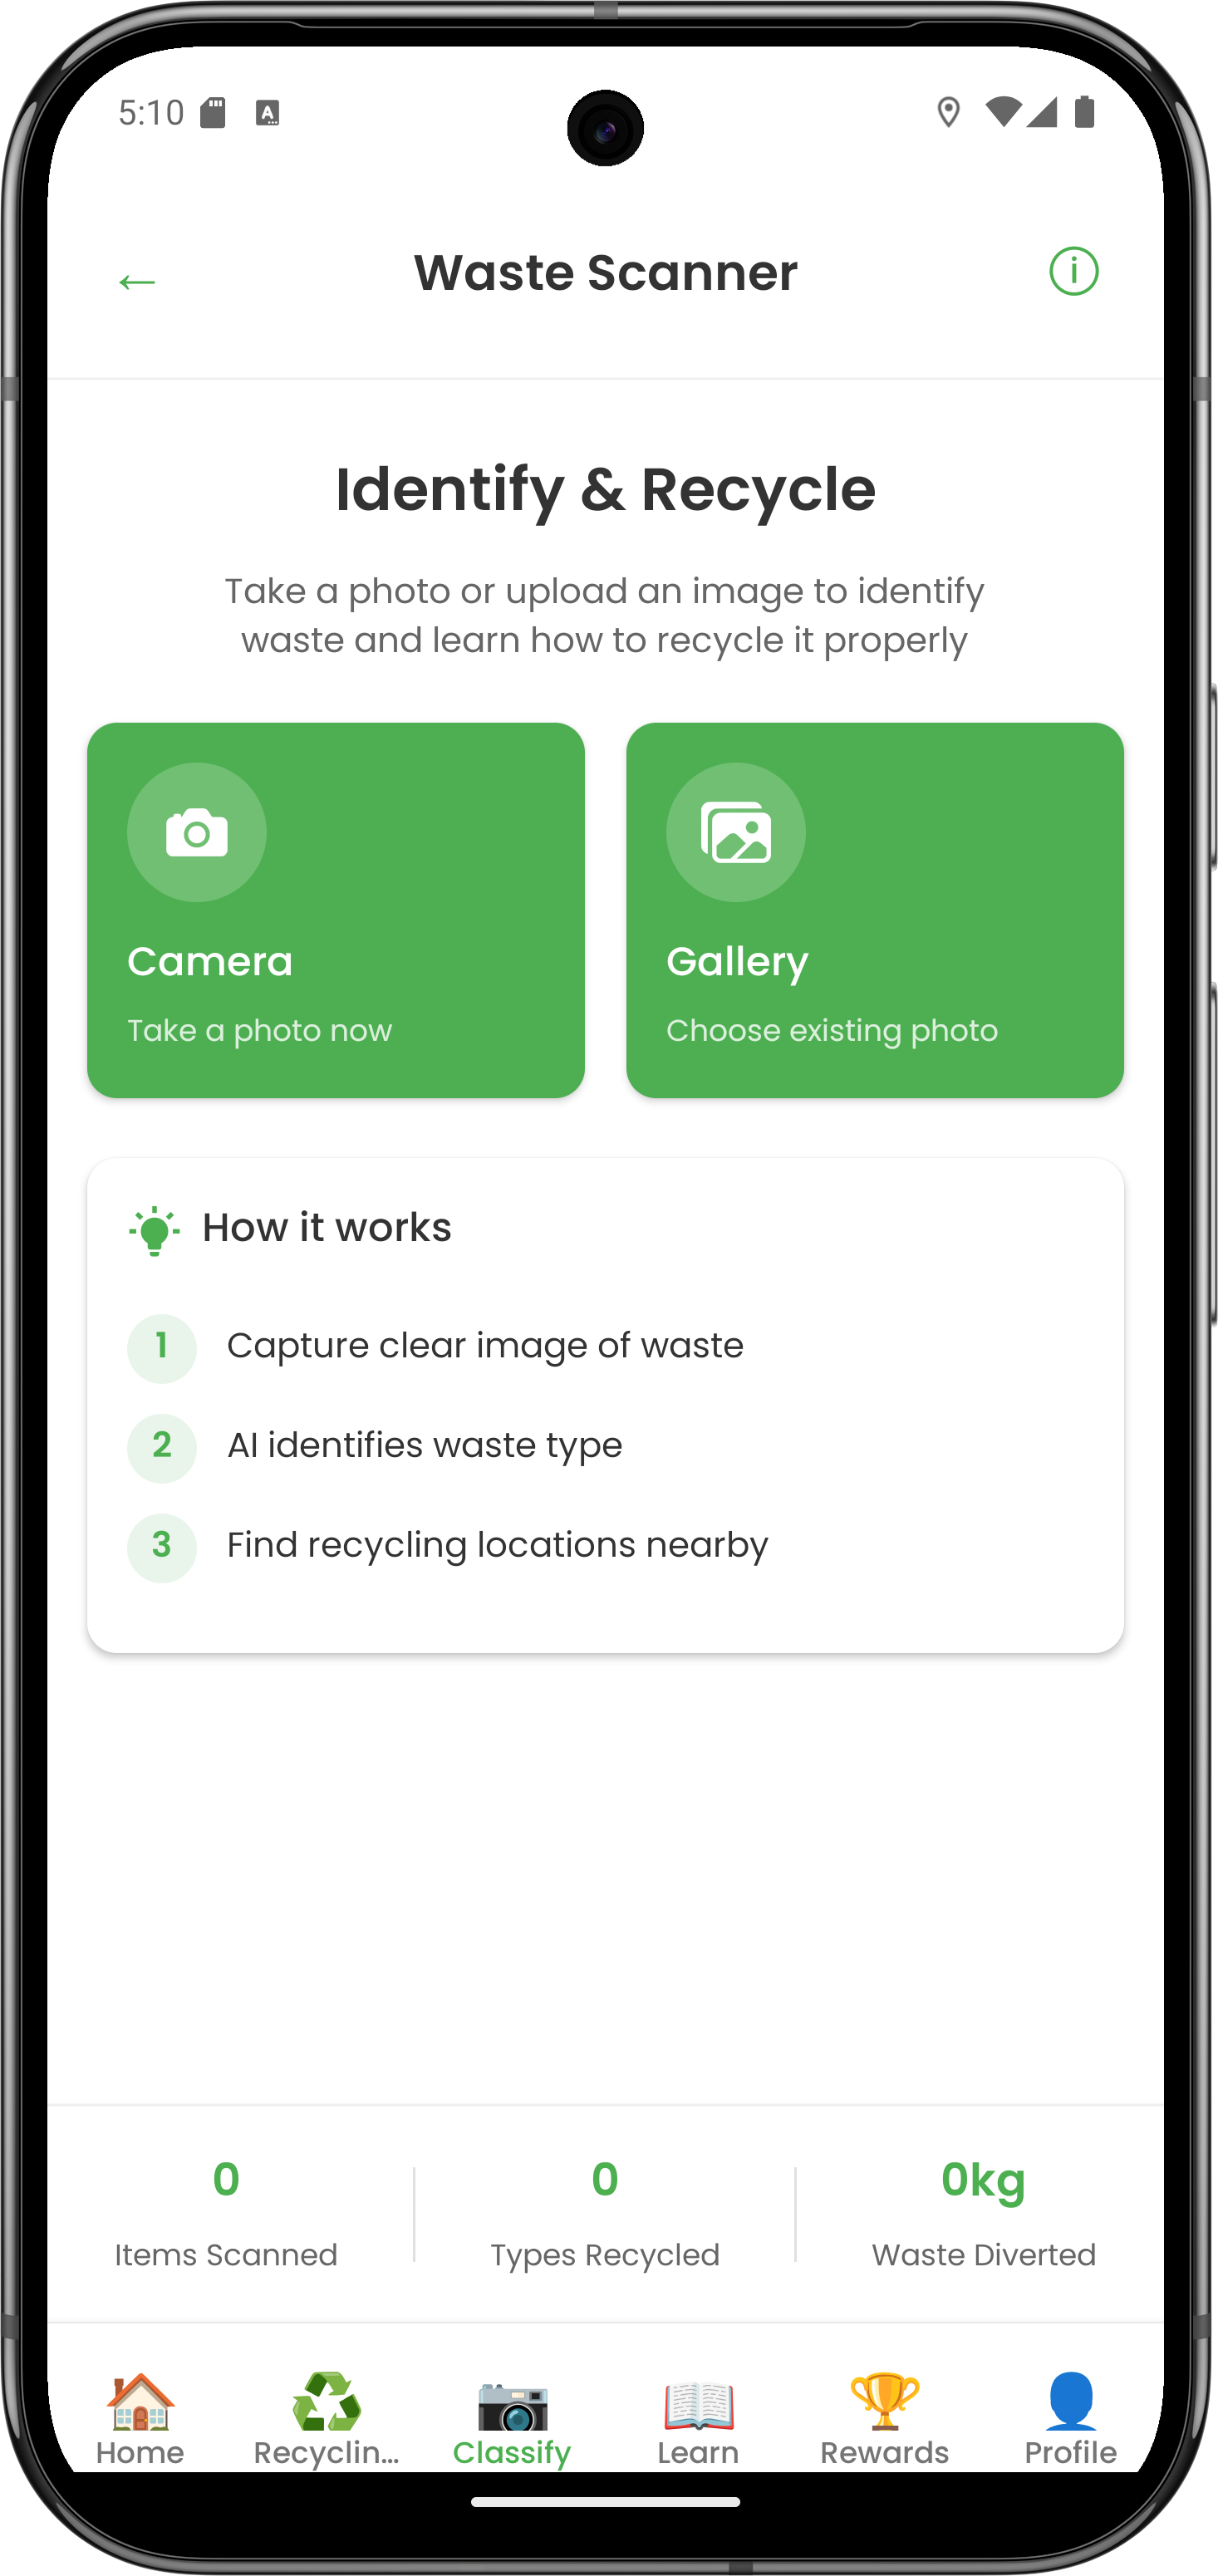 5:10
Waste Scanner
Identify & Recycle
Take a photo or upload an image to identify
waste and learn how to recycle it properly
Camera
Take a photo now
Gallery
Choose existing photo
How it works
1 Capture clear image of waste
2 AI identifies waste type
3 Find recycling locations nearby
0
Items Scanned
0
Types Recycled
0kg
Waste Diverted
Home
Recyclin...
Classify
Learn
Rewards
Profile